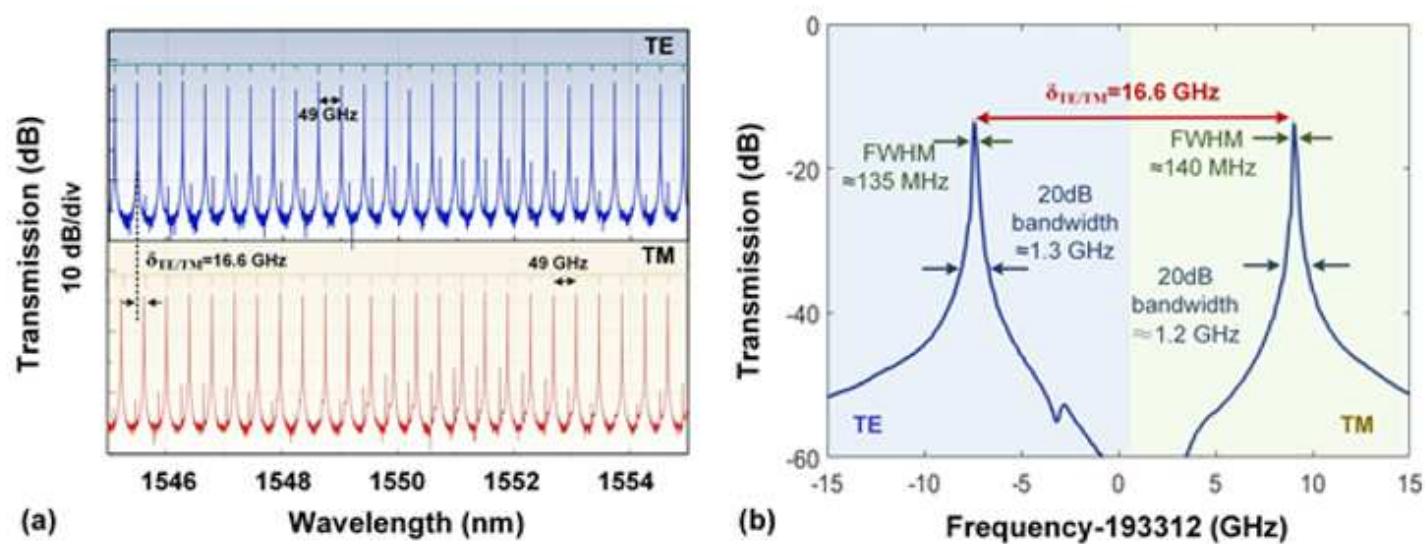 TE
49 GHz
TM
δTE/TM=16.6 GHz
49 GHz
Transmisssion (dB)
10 dB/div
1546
1548
1550
1552
1554
(a)
Wavelength (nm)
0
-20
-40
-60
Transmission (dB)
δTE/TM=16.6 GHz
FWHM
≈135 MHz
FWHM
≈140 MHz
20dB
bandwidth
≈1.3 GHz
20dB
bandwidth
≈1.2 GHz
TE
TM
-15
-10
-5
0
5
10
15
(b)
Frequency-193312 (GHz)